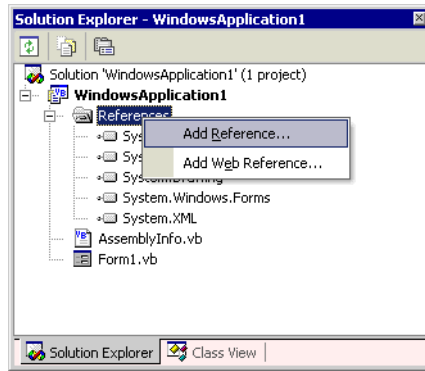 Solution Explorer - WindowsApplication1
Solution 'WindowsApplication1' (1 project)
WindowsApplication1
References
Add Reference...
Add Web Reference...
System.Windows.Forms
System.XML
AssemblyInfo.vb
Form1.vb
Solution Explorer Class View